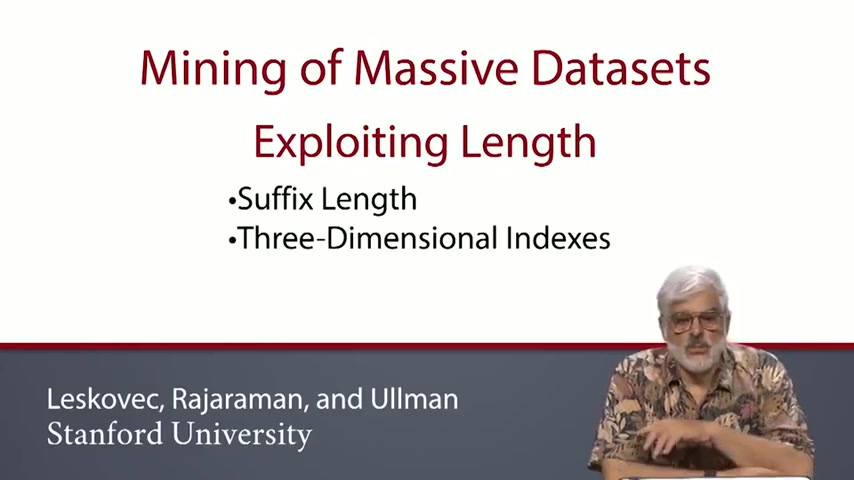 Mining of Massive Datasets
Exploiting Length
•Suffix Length
•Three-Dimensional Indexes
Leskovec, Rajaraman, and Ullman
Stanford University